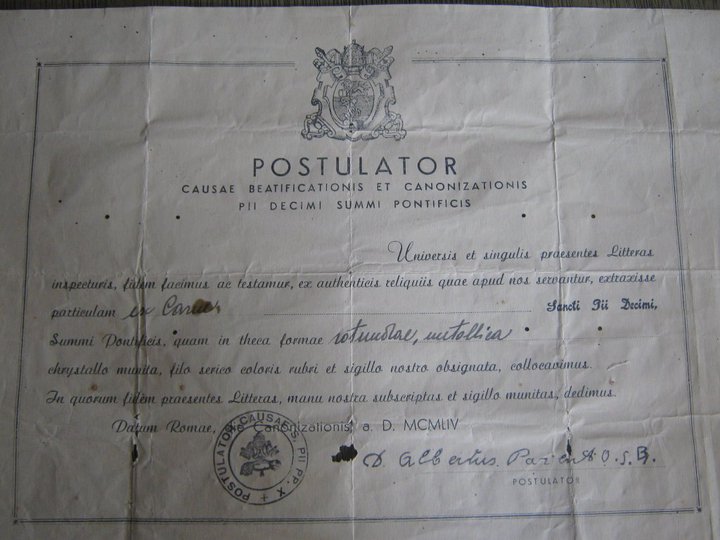 POSTULATOR
CAUSAE BEATIFICATIONIS ET CANONIZATIONIS
PII DECIMI SUMMI PONTIFICIS
Universis et singulis praesentes Litteras
inspecturis, fidem facimus ac testamur, ex authenticis reliquiis quae apud nos servantur, extraxisse
particulam ex Carne Sancti Pii Decimi,
Summi Pontificis, quam in theca formae rotundae, metallica
chrystallo munita, filo serico coloris rubri et sigillo nostro obsignata, collocavimus.
In quorum fidem praesentes Litteras, manu nostra subscriptas et sigillo munitas, dedimus.
Datum Romae, die Canonizationis, a. D. MCMLIV
POSTULATOR CAUSAE S. PII PP. X
D. Albertus Parenti O.S.B.
POSTULATOR